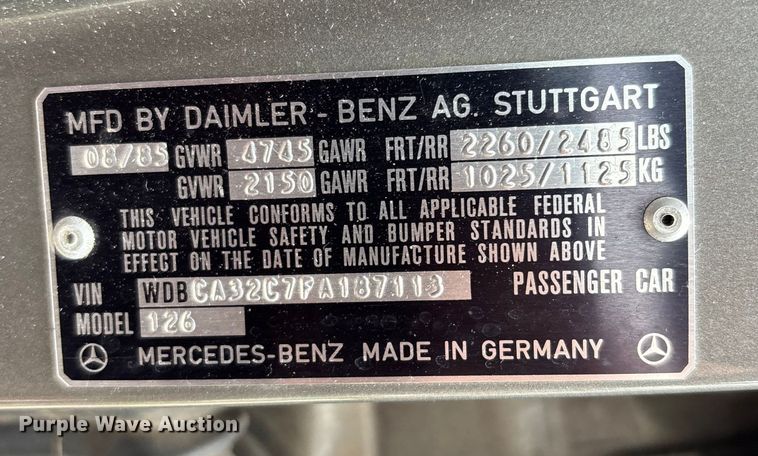 MFD BY DAIMLER - BENZ AG. STUTTGART
08/85 GVWR 4745 GAWR FRT/RR 2260/2485 LBS
GVWR 2150 GAWR FRT/RR 1025/1125 KG
THIS VEHICLE CONFORMS TO ALL APPLICABLE FEDERAL
MOTOR VEHICLE SAFETY AND BUMPER STANDARDS IN
EFFECT ON THE DATE OF MANUFACTURE SHOWN ABOVE
VIN WDBCA32C7FA187113 PASSENGER CAR
MODEL 126
MERCEDES-BENZ MADE IN GERMANY
Purple Wave Auction